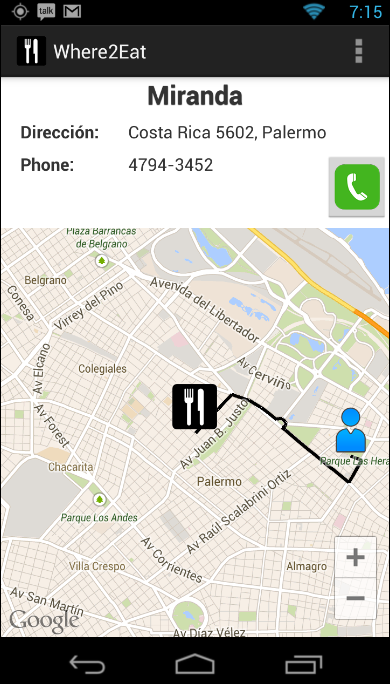 talk
7:15
Where2Eat
Miranda
Dirección: Costa Rica 5602, Palermo
Phone: 4794-3452
Plaza Barrancas
de Belgrano
Belgrano
Conesa
Virrey del Pino
Avenida del Libertador
Av Elcano
Colegiales
Av Cerviño
Av Forest
Av Juan B. Justo
Chacarita
Parque Las Hera
Palermo
Parque Los Andes
Av Raúl Scalabrini Ortiz
Av Corrientes
Villa Crespo
Almagro
Av San Martín
Google
Av Díaz Vélez